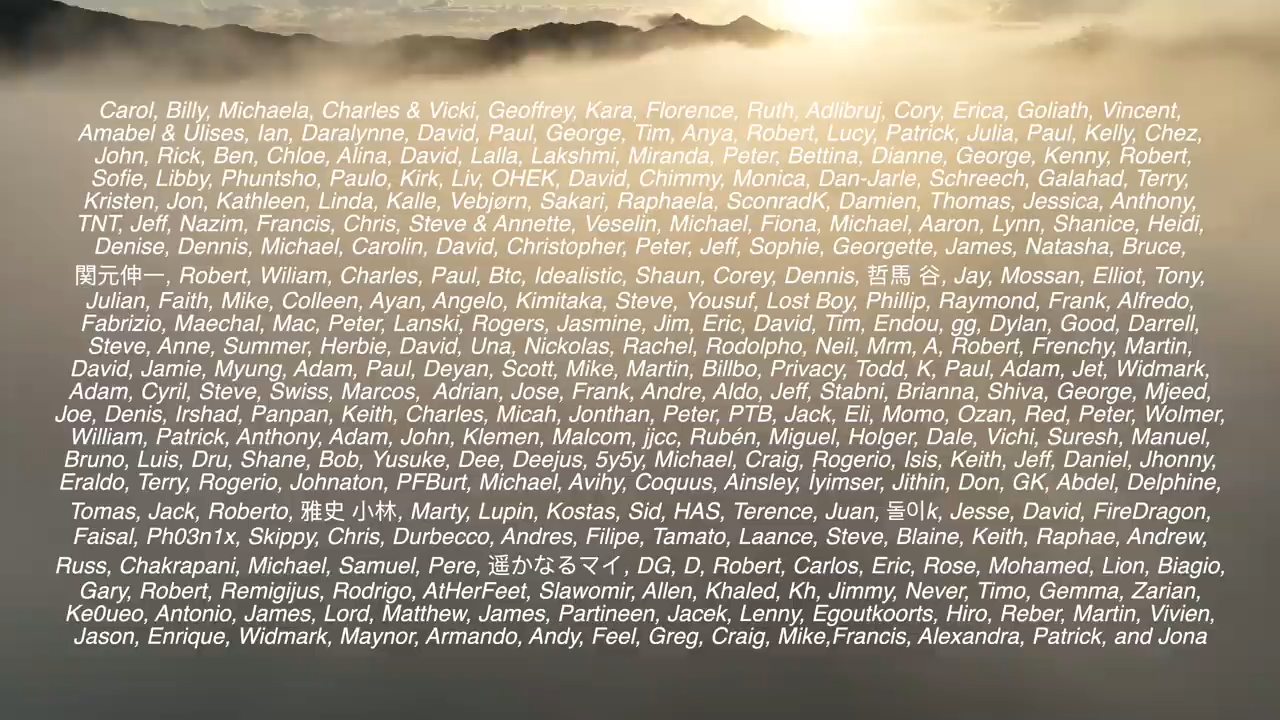 Carol, Billy, Michaela, Charles & Vicki, Geoffrey, Kara, Florence, Ruth, Adlibruj, Cory, Erica, Goliath, Vincent,
Amabel & Ulises, Ian, Daralynne, David, Paul, George, Tim, Anya, Robert, Lucy, Patrick, Julia, Paul, Kelly, Chez,
John, Rick, Ben, Chloe, Alina, David, Lalla, Lakshmi, Miranda, Peter, Bettina, Dianne, George, Kenny, Robert,
Sofie, Libby, Phuntsho, Paulo, Kirk, Liv, OHEK, David, Chimmy, Monica, Dan-Jarle, Schreech, Galahad, Terry,
Kristen, Jon, Kathleen, Linda, Kalle, Vebjørn, Sakari, Raphaela, SconradK, Damien, Thomas, Jessica, Anthony,
TNT, Jeff, Nazim, Francis, Chris, Steve & Annette, Veselin, Michael, Fiona, Michael, Aaron, Lynn, Shanice, Heidi,
Denise, Dennis, Michael, Carolin, David, Christopher, Peter, Jeff, Sophie, Georgette, James, Natasha, Bruce,
関元伸一, Robert, Wiliam, Charles, Paul, Btc, Idealistic, Shaun, Corey, Dennis, 哲馬 谷, Jay, Mossan, Elliot, Tony,
Julian, Faith, Mike, Colleen, Ayan, Angelo, Kimitaka, Steve, Yousuf, Lost Boy, Phillip, Raymond, Frank, Alfredo,
Fabrizio, Maechal, Mac, Peter, Lanski, Rogers, Jasmine, Jim, Eric, David, Tim, Endou, gg, Dylan, Good, Darrell,
Steve, Anne, Summer, Herbie, David, Una, Nickolas, Rachel, Rodolpho, Neil, Mrm, A, Robert, Frenchy, Martin,
David, Jamie, Myung, Adam, Paul, Deyan, Scott, Mike, Martin, Billbo, Privacy, Todd, K, Paul, Adam, Jet, Widmark,
Adam, Cyril, Steve, Swiss, Marcos,  Adrian, Jose, Frank, Andre, Aldo, Jeff, Stabni, Brianna, Shiva, George, Mjeed,
Joe, Denis, Irshad, Panpan, Keith, Charles, Micah, Jonthan, Peter, PTB, Jack, Eli, Momo, Ozan, Red, Peter, Wolmer,
William, Patrick, Anthony, Adam, John, Klemen, Malcom, jjcc, Rubén, Miguel, Holger, Dale, Vichi, Suresh, Manuel,
Bruno, Luis, Dru, Shane, Bob, Yusuke, Dee, Deejus, 5y5y, Michael, Craig, Rogerio, Isis, Keith, Jeff, Daniel, Jhonny,
Eraldo, Terry, Rogerio, Johnaton, PFBurt, Michael, Avihy, Coquus, Ainsley, İyimser, Jithin, Don, GK, Abdel, Delphine,
Tomas, Jack, Roberto, 雅史 小林, Marty, Lupin, Kostas, Sid, HAS, Terence, Juan, 돌이k, Jesse, David, FireDragon,
Faisal, Ph03n1x, Skippy, Chris, Durbecco, Andres, Filipe, Tamato, Laance, Steve, Blaine, Keith, Raphae, Andrew,
Russ, Chakrapani, Michael, Samuel, Pere, 遥かなるマイ, DG, D, Robert, Carlos, Eric, Rose, Mohamed, Lion, Biagio,
Gary, Robert, Remigijus, Rodrigo, AtHerFeet, Slawomir, Allen, Khaled, Kh, Jimmy, Never, Timo, Gemma, Zarian,
Ke0ueo, Antonio, James, Lord, Matthew, James, Partineen, Jacek, Lenny, Egoutkoorts, Hiro, Reber, Martin, Vivien,
Jason, Enrique, Widmark, Maynor, Armando, Andy, Feel, Greg, Craig, Mike,Francis, Alexandra, Patrick, and Jona